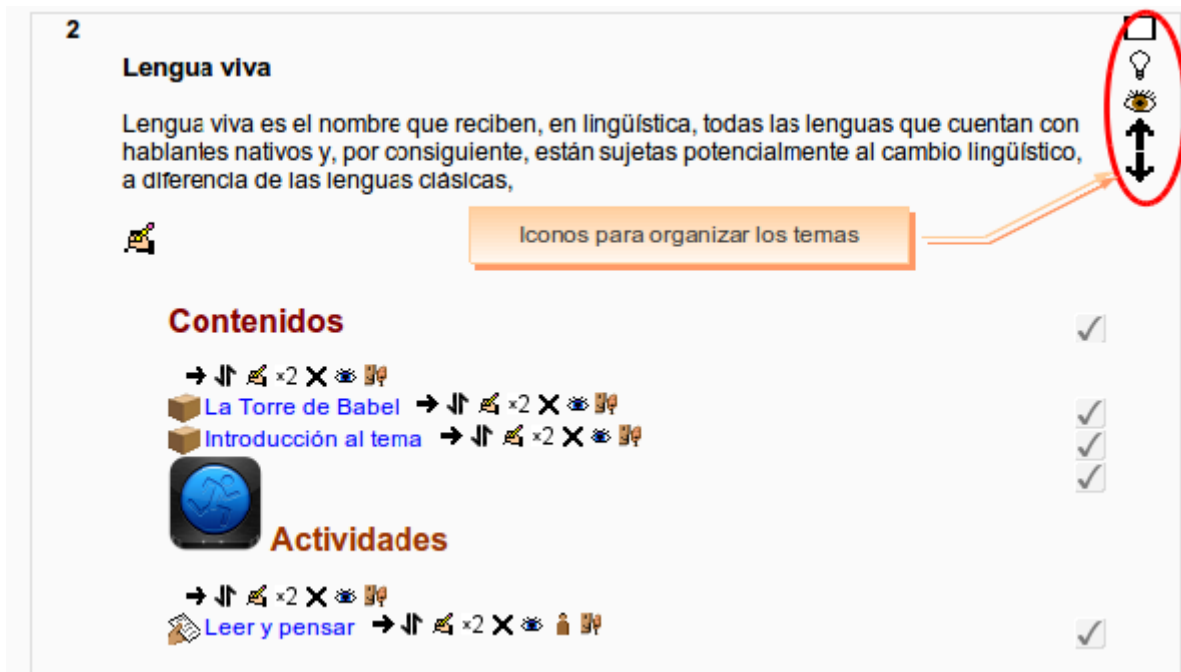 2
Lengua viva
Lengua viva es el nombre que reciben, en lingüística, todas las lenguas que cuentan con
hablantes nativos y, por consiguiente, están sujetas potencialmente al cambio lingüístico,
a diferencia de las lenguas clásicas,
Iconos para organizar los temas
Contenidos
×2
La Torre de Babel ×2
Introducción al tema ×2
Actividades
×2
Leer y pensar ×2